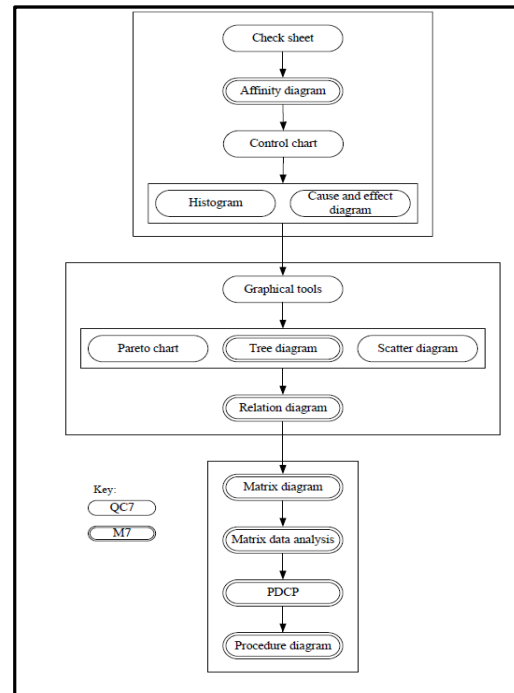 Check sheet
Affinity diagram
Control chart
Histogram
Cause and effect
diagram
Graphical tools
Pareto chart
Tree diagram
Scatter diagram
Relation diagram
Key:
QC7
M7
Matrix diagram
Matrix data analysis
PDCP
Procedure diagram